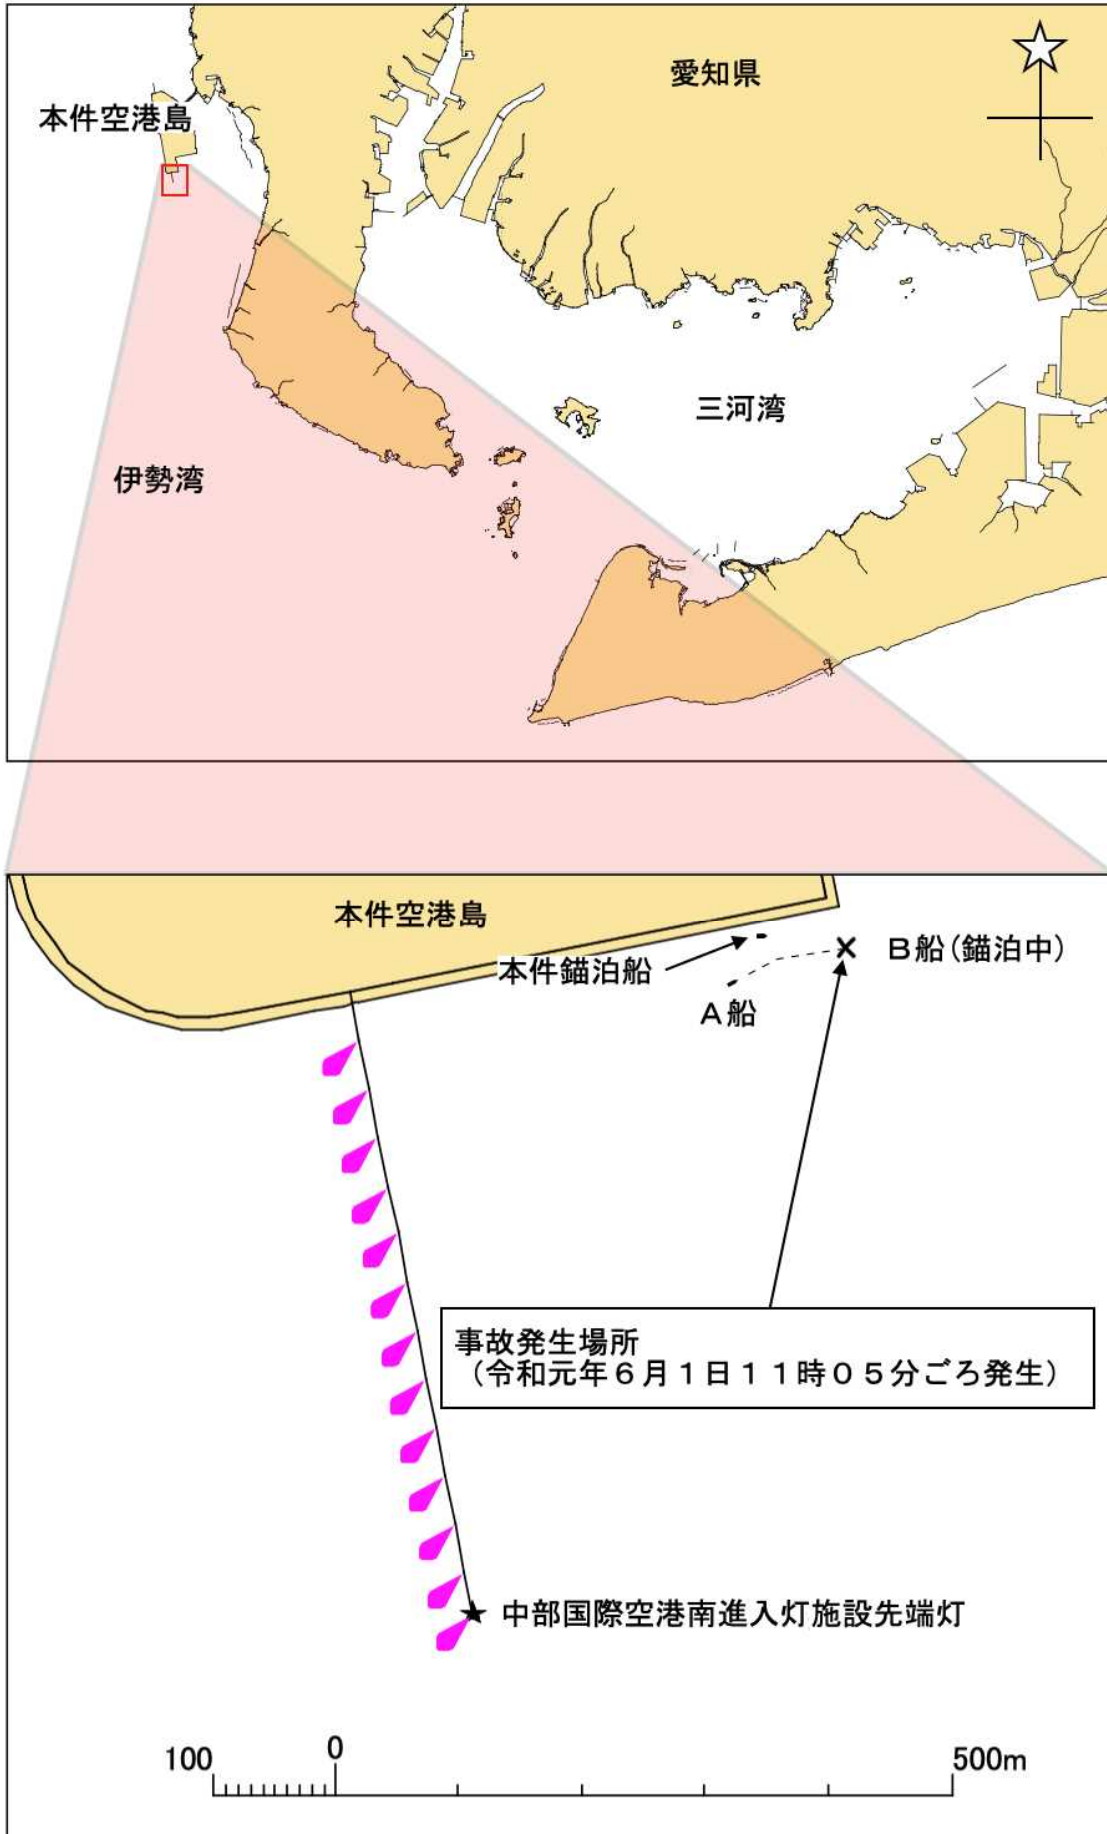 愛知県
本件空港島
三河湾
伊勢湾
本件空港島
本件錨泊船
B船(錨泊中)
A船
事故発生場所
（令和元年６月１日１１時０５分ごろ発生）
中部国際空港南進入灯施設先端灯
100 0 500m